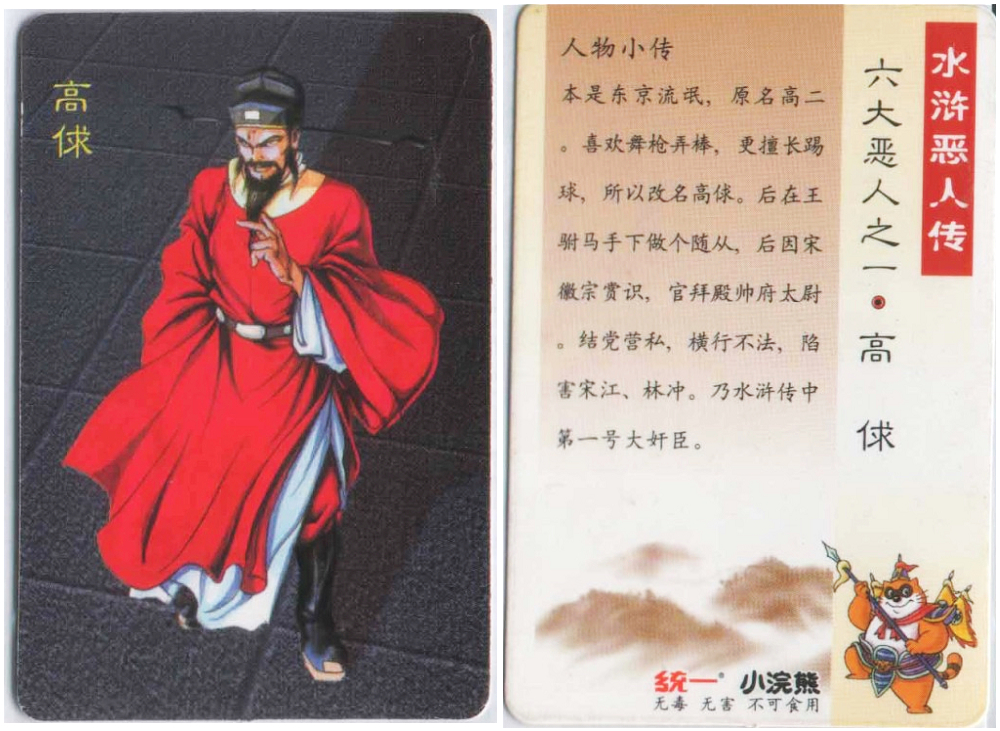 高俅
人物小传
本是东京流氓，原名高二
。喜欢舞枪弄棒，更擅长踢
球，所以改名高俅。后在王
驸马手下做个随从，后因宋
徽宗赏识，官拜殿帅府太尉
。结党营私，横行不法，陷
害宋江、林冲。乃水浒传中
第一号大奸臣。
六大恶人之一·高俅
水浒恶人传
统一® 小浣熊
无毒 无害 不可食用